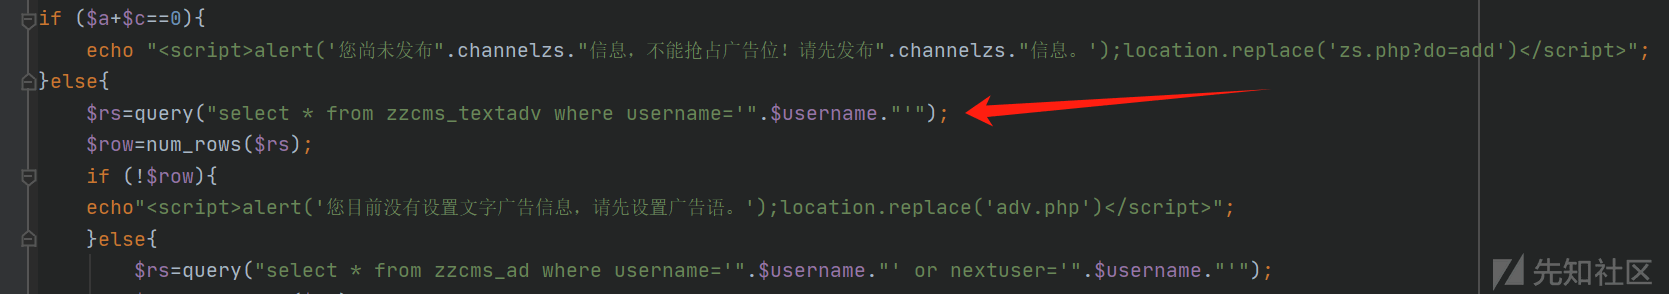 if ($a+$c==0){
echo "<script>alert('您尚未发布".channelzs."信息，不能抢占广告位！请先发布".channelzs."信息。');location.replace('zs.php?do=add')</script>";
}else{
$rs=query("select * from zzcms_textadv where username='".$username."'");
$row=num_rows($rs);
if (!$row){
echo"<script>alert('您目前没有设置文字广告信息，请先设置广告语。');location.replace('adv.php')</script>";
}else{
$rs=query("select * from zzcms_ad where username='".$username."' or nextuser='".$username."'");
先知社区